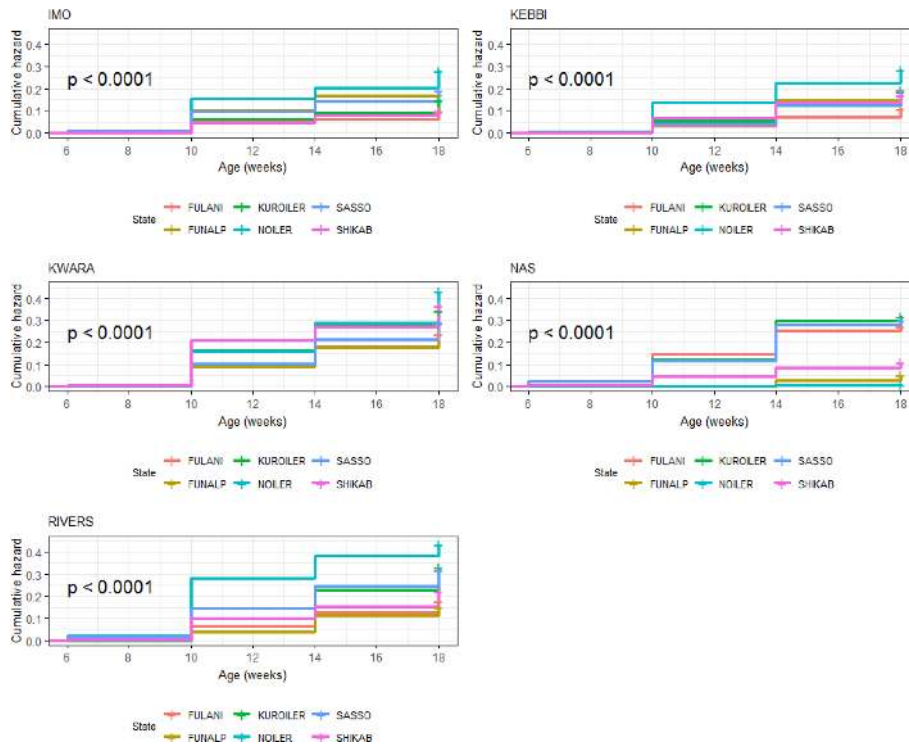 IMO
Cumulative hazard
0.4
0.3
0.2
0.1
0.0
p < 0.0001
6 8 10 12 14 16 18
Age (weeks)
State
FULANI KUROILER SASSO
FUNALP NOILER SHIKAB
KEBBI
Cumulative hazard
0.4
0.3
0.2
0.1
0.0
p < 0.0001
6 8 10 12 14 16 18
Age (weeks)
State
FULANI KUROILER SASSO
FUNALP NOILER SHIKAB
KWARA
Cumulative hazard
0.4
0.3
0.2
0.1
0.0
p < 0.0001
6 8 10 12 14 16 18
Age (weeks)
State
FULANI KUROILER SASSO
FUNALP NOILER SHIKAB
NAS
Cumulative hazard
0.4
0.3
0.2
0.1
0.0
p < 0.0001
6 8 10 12 14 16 18
Age (weeks)
State
FULANI KUROILER SASSO
FUNALP NOILER SHIKAB
RIVERS
Cumulative hazard
0.4
0.3
0.2
0.1
0.0
p < 0.0001
6 8 10 12 14 16 18
Age (weeks)
State
FULANI KUROILER SASSO
FUNALP NOILER SHIKAB